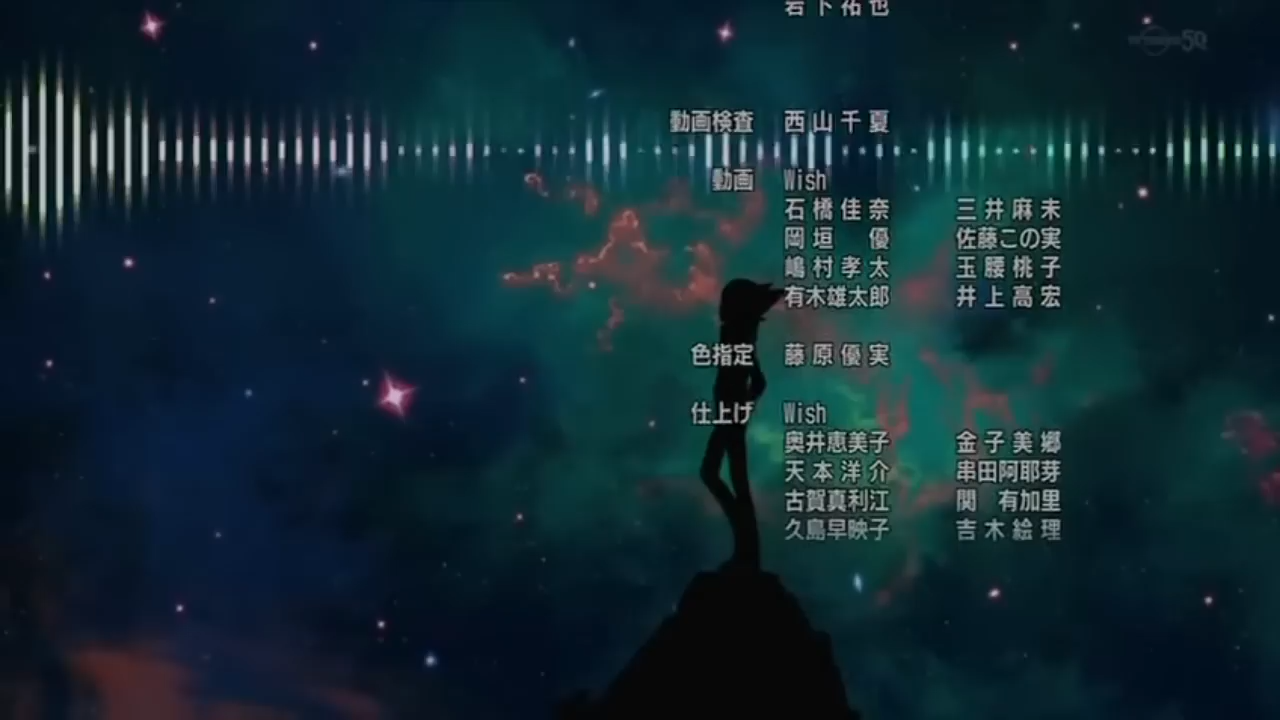 岩下祐也
動画検査 西山千夏
動画 Wish
石橋佳奈 三井麻未
岡垣 優 佐藤この実
嶋村孝太 玉腰桃子
有木雄太郎 井上高宏
色指定 藤原優実
仕上げ Wish
奥井恵美子 金子美郷
天本洋介 串田阿耶芽
古賀真利江 関 有加里
久島早映子 吉木絵理